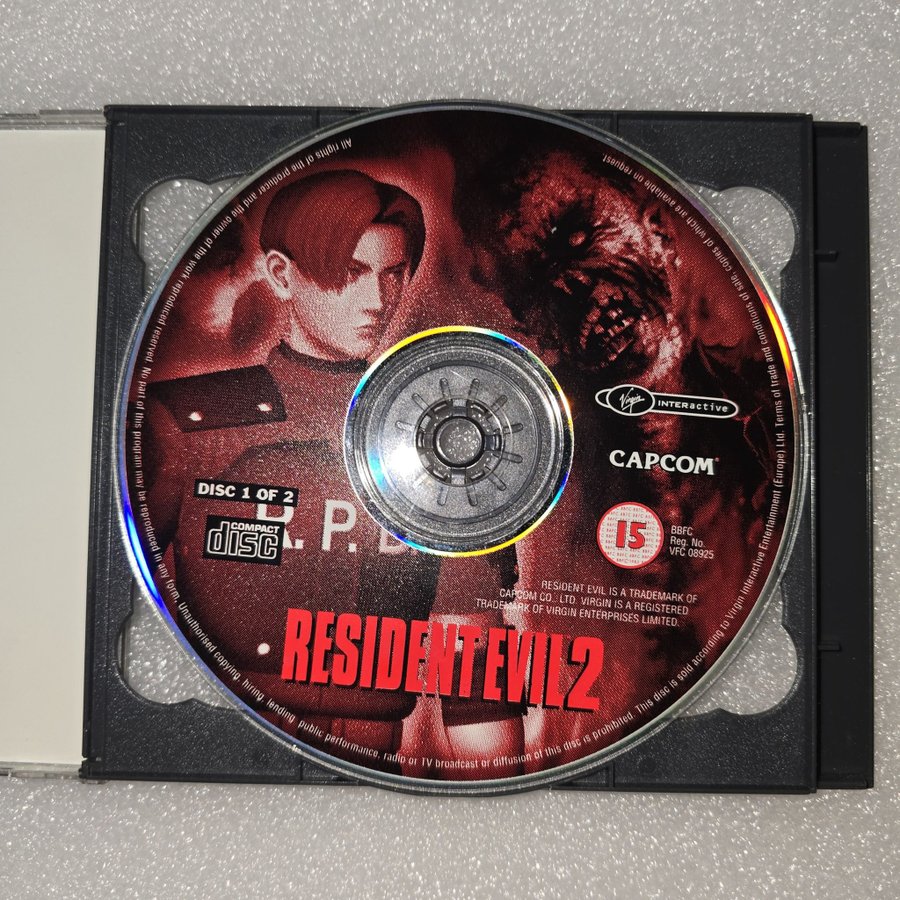 All rights of the producer and the owner of the work reproduced reserved. No part of this program may be reproduced in any form. Unauthorised copying, hiring, lending, public performance, radio or TV broadcast or diffusion of this disc is prohibited. This disc is sold according to Virgin Interactive Entertainment (Europe) Ltd. Terms of trade and conditions of sale copies of which are available on request
Virgin INTERactive
CAPCOM
DISC 1 OF 2
COMPACT
disc
R.P.D
15
BBFC
Reg. No.
VFC 08925
RESIDENT EVIL IS A TRADEMARK OF
CAPCOM CO., LTD. VIRGIN IS A REGISTERED
TRADEMARK OF VIRGIN ENTERPRISES LIMITED.
RESIDENT EVIL 2